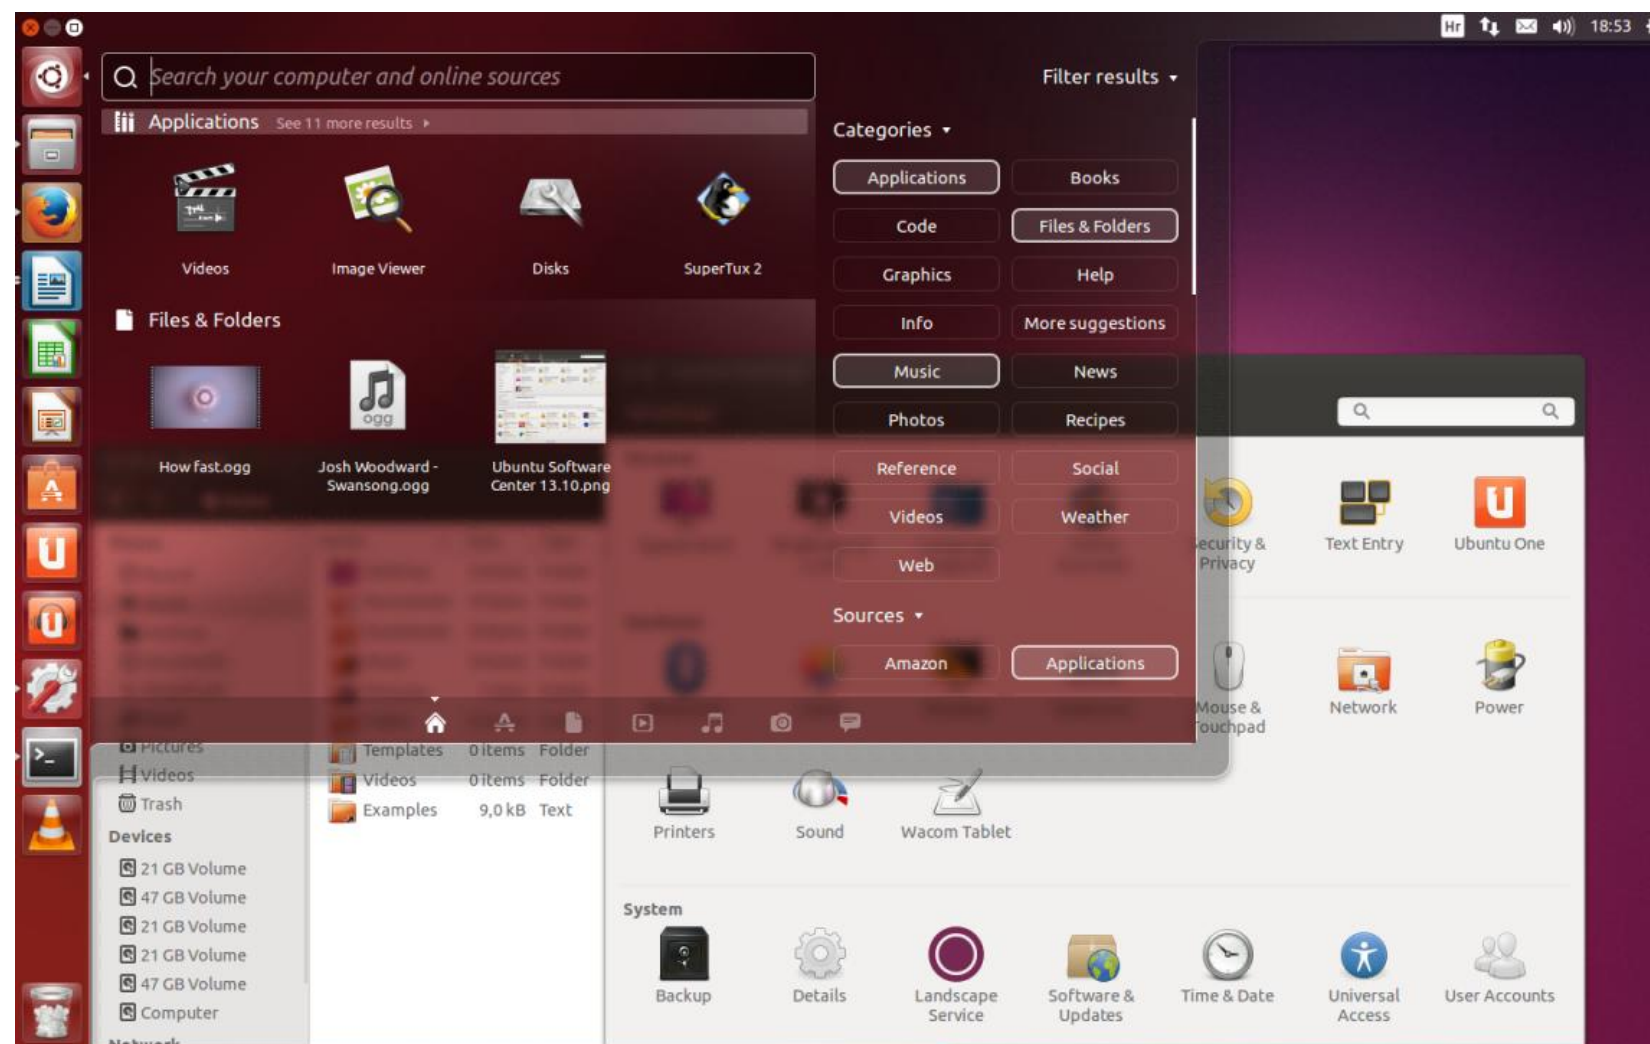 Hr
18:53
Search your computer and online sources
Filter results
Applications See 11 more results
Videos
Image Viewer
Disks
SuperTux 2
Files & Folders
ogg
How fast.ogg
Josh Woodward -
Swansong.ogg
Ubuntu Software
Center 13.10.png
Categories
Applications
Books
Code
Files & Folders
Graphics
Help
Info
More suggestions
Music
News
Photos
Recipes
Reference
Social
Videos
Weather
Web
Sources
Amazon
Applications
Security &
Privacy
Text Entry
Ubuntu One
Mouse &
Touchpad
Network
Power
Pictures
Videos
Trash
Devices
21 GB Volume
47 GB Volume
21 GB Volume
21 GB Volume
47 GB Volume
Computer
Network
Templates 0 items Folder
Videos 0 items Folder
Examples 9,0 kB Text
Printers
Sound
Wacom Tablet
System
Backup
Details
Landscape
Service
Software &
Updates
Time & Date
Universal
Access
User Accounts